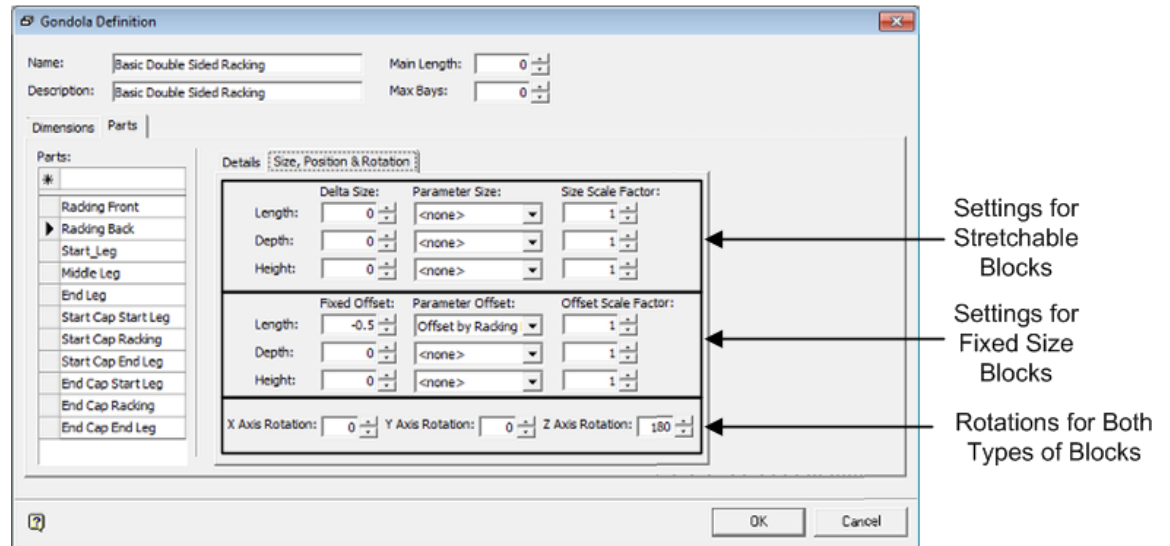 Gondola Definition
Name: Basic Double Sided Racking Main Length: 0
Description: Basic Double Sided Racking Max Bays: 0
Dimensions Parts
Parts:
Racking Front
Racking Back
Start_Leg
Middle Leg
End Leg
Start Cap Start Leg
Start Cap Racking
Start Cap End Leg
End Cap Start Leg
End Cap Racking
End Cap End Leg
Details Size, Position & Rotation
Delta Size: Parameter Size: Size Scale Factor:
Length: 0 <none> 1
Depth: 0 <none> 1
Height: 0 <none> 1
Fixed Offset: Parameter Offset: Offset Scale Factor:
Length: -0.5 Offset by Racking 1
Depth: 0 <none> 1
Height: 0 <none> 1
X Axis Rotation: 0 Y Axis Rotation: 0 Z Axis Rotation: 180
Settings for
Stretchable
Blocks
Settings for
Fixed Size
Blocks
Rotations for Both
Types of Blocks
OK Cancel